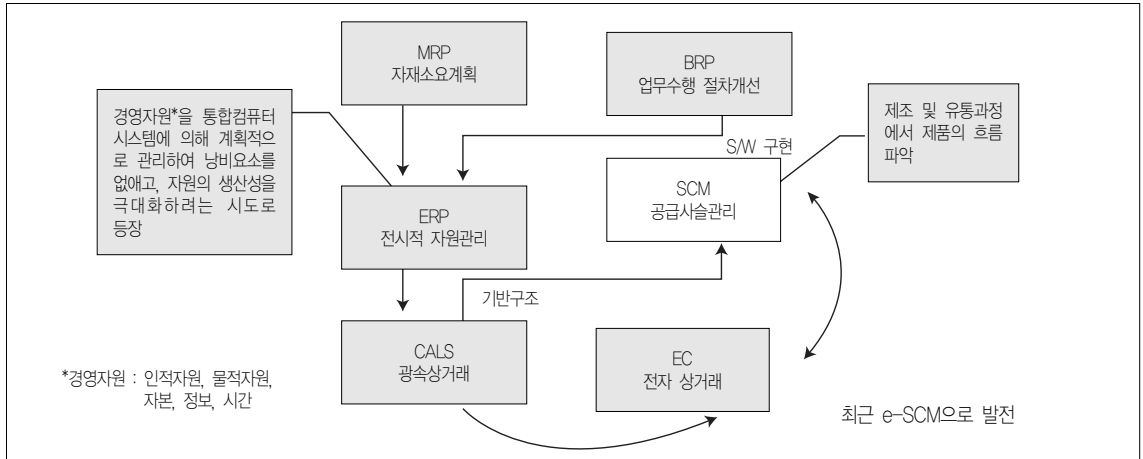 MRP
자재소요계획
BRP
업무수행 절차개선
경영자원*을 통합컴퓨터
시스템에 의해 계획적으
로 관리하여 낭비요소를
없애고, 자원의 생산성을
극대화하려는 시도로
등장
제조 및 유통과정
에서 제품의 흐름
파악
S/W 구현
SCM
공급사슬관리
ERP
전시적 자원관리
기반구조
CALS
광속상거래
EC
전자 상거래
*경영자원 : 인적자원, 물적자원,
자본, 정보, 시간
최근 e-SCM으로 발전